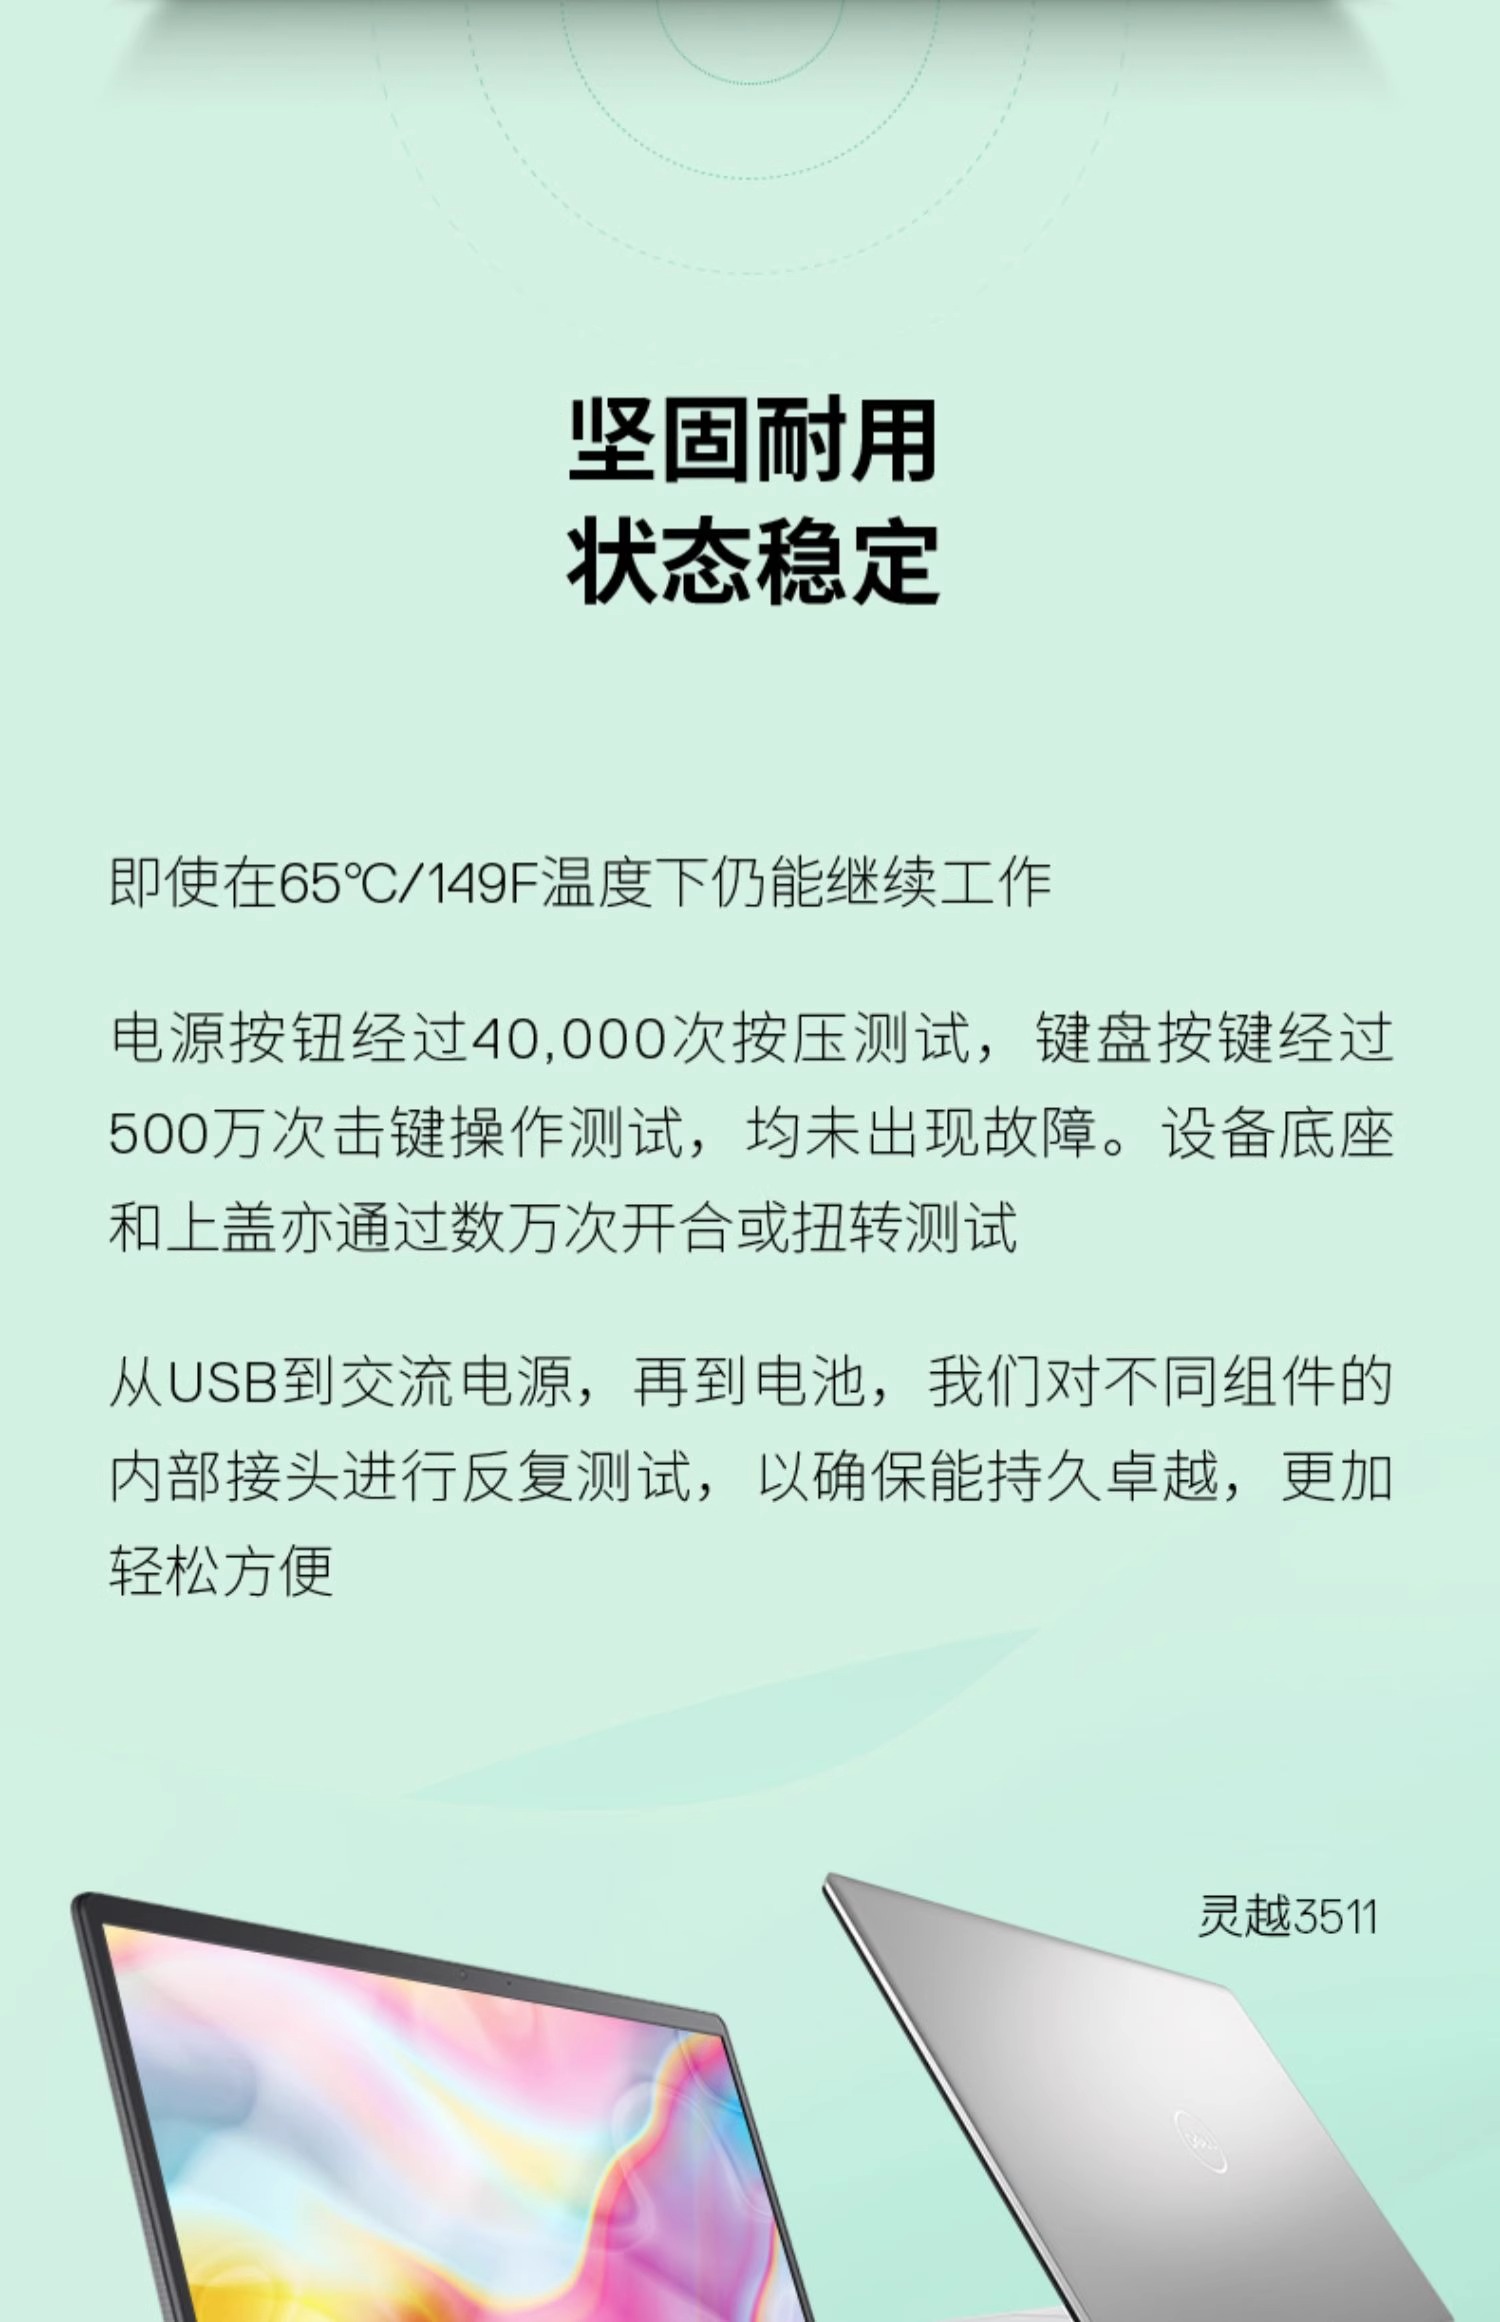 坚固耐用
状态稳定
即使在65℃/149F温度下仍能继续工作
电源按钮经过40,000次按压测试，键盘按键经过
500万次击键操作测试，均未出现故障。设备底座
和上盖亦通过数万次开合或扭转测试
从USB到交流电源，再到电池，我们对不同组件的
内部接头进行反复测试，以确保能持久卓越，更加
轻松方便
灵越3511
DELL